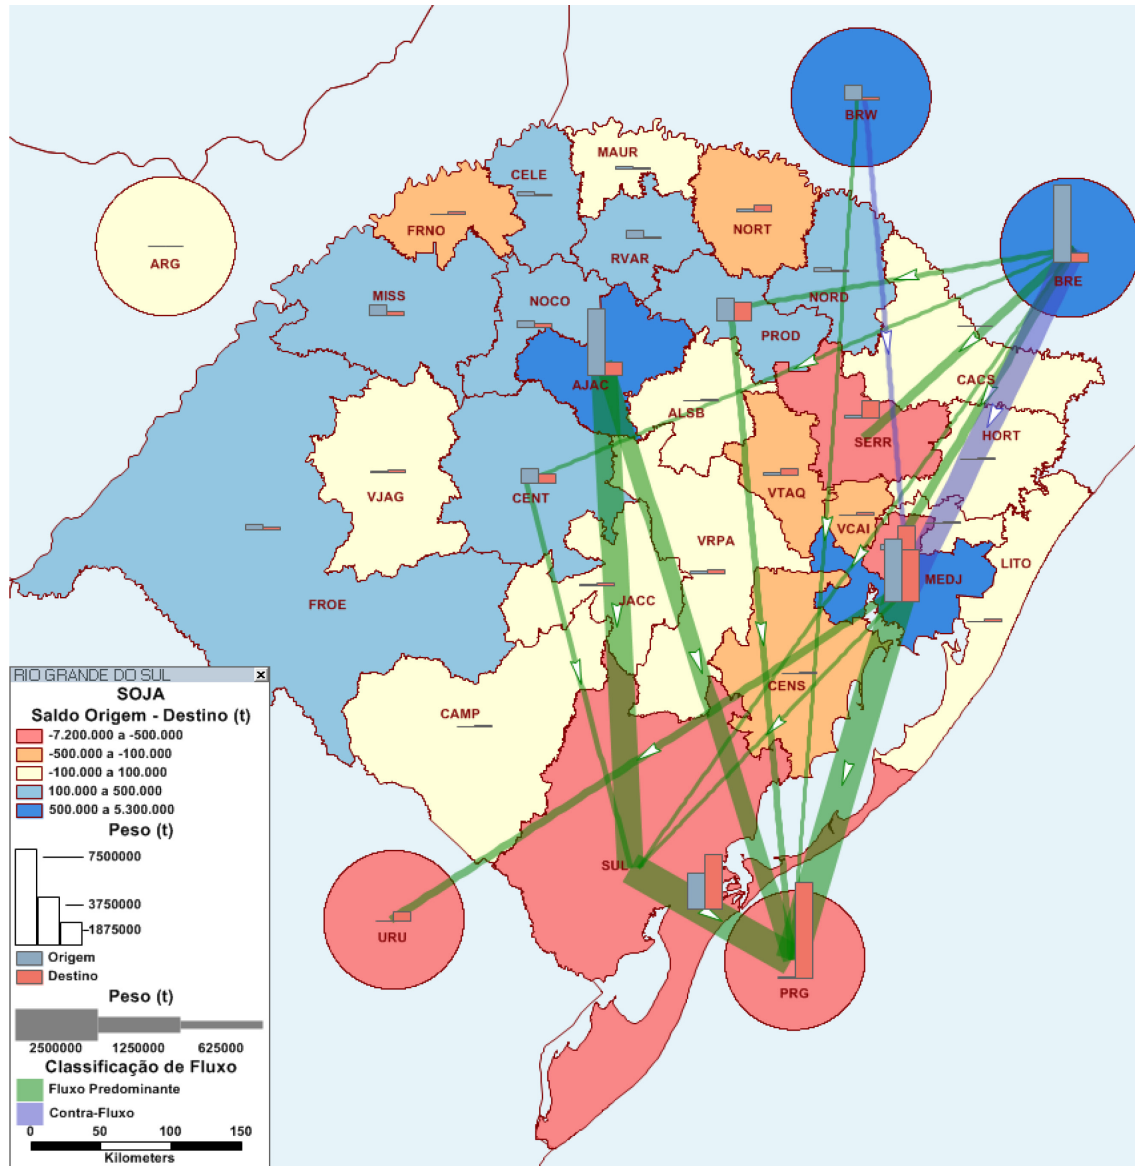 BRW
MAUR
CELE
NORT
FRNO
RVAR
ARG
BRE
MISS
NOCO
NORD
PROD
CACS
AJAC
ALSB
SERR
HORT
VJAG
CENT
VTAQ
VCAI
VRPA
LITO
MEDJ
FROE
JACC
CENS
CAMP
SUL
URU
PRG
RIO GRANDE DO SUL
SOJA
Saldo Origem - Destino (t)
-7.200.000 a -500.000
-500.000 a -100.000
-100.000 a 100.000
100.000 a 500.000
500.000 a 5.300.000
Peso (t)
7500000
3750000
1875000
Origem
Destino
Peso (t)
2500000 1250000 625000
Classificação de Fluxo
Fluxo Predominante
Contra-Fluxo
0 50 100 150
Kilometers